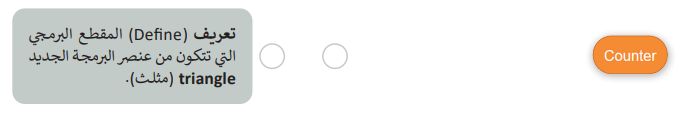 Counter
تعريف (Define) المقطع البرمجي
التي تتكون من عنصر البرمجة الجديد
triangle (مثلث).